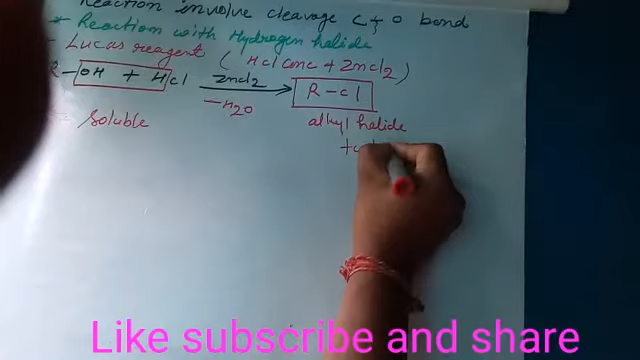 Reaction involve cleavage C & O bond
* Reaction with Hydrogen halide
- Lucas reagent ( HCl Conc + ZnCl2 )
R-OH + HCl ZnCl2 R-Cl
-H2O
Soluble alkyl halide
Like subscribe and share